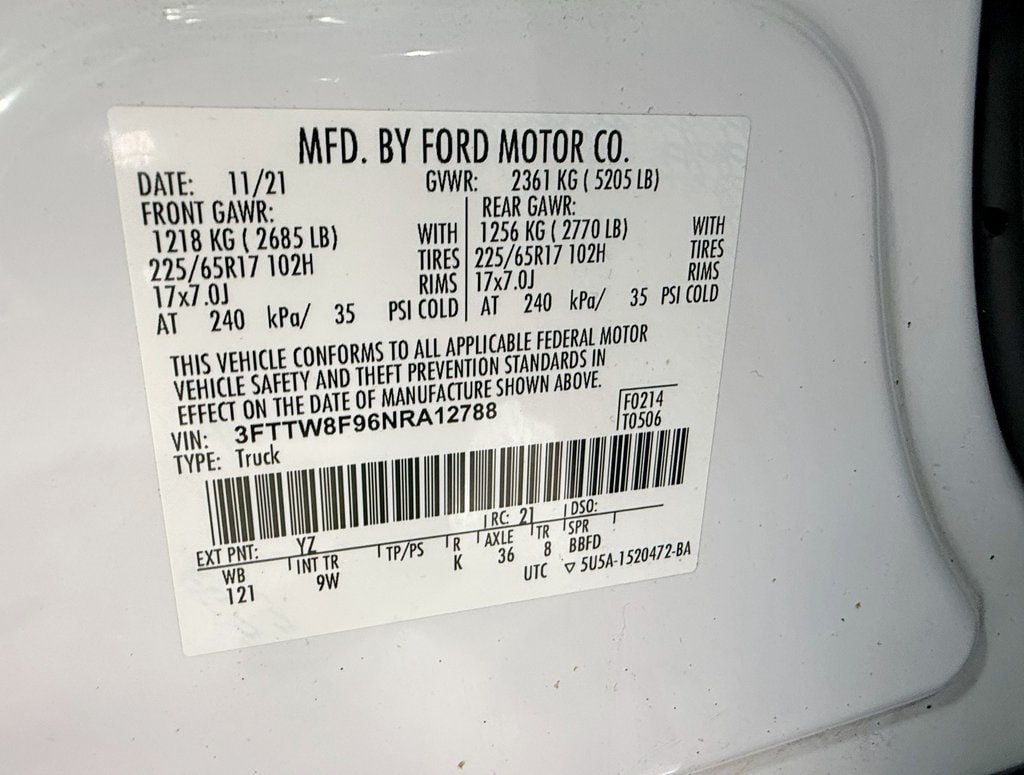 MFD. BY FORD MOTOR CO.
DATE: 11/21 GVWR: 2361 KG ( 5205 LB)
FRONT GAWR: REAR GAWR:
1218 KG ( 2685 LB) WITH 1256 KG ( 2770 LB) WITH
225/65R17 102H TIRES 225/65R17 102H TIRES
17x7.0J RIMS 17x7.0J RIMS
AT 240 kPa/ 35 PSI COLD AT 240 kPa/ 35 PSI COLD
THIS VEHICLE CONFORMS TO ALL APPLICABLE FEDERAL MOTOR
VEHICLE SAFETY AND THEFT PREVENTION STANDARDS IN
EFFECT ON THE DATE OF MANUFACTURE SHOWN ABOVE.
VIN: 3FTTW8F96NRA12788 F0214
TYPE: Truck T0506
EXT PNT: YZ RC: 21 DSO:
WB INT TR TP/PS R AXLE TR SPR
121 9W K 36 8 BBFD
UTC ▽ 5U5A-1520472-BA